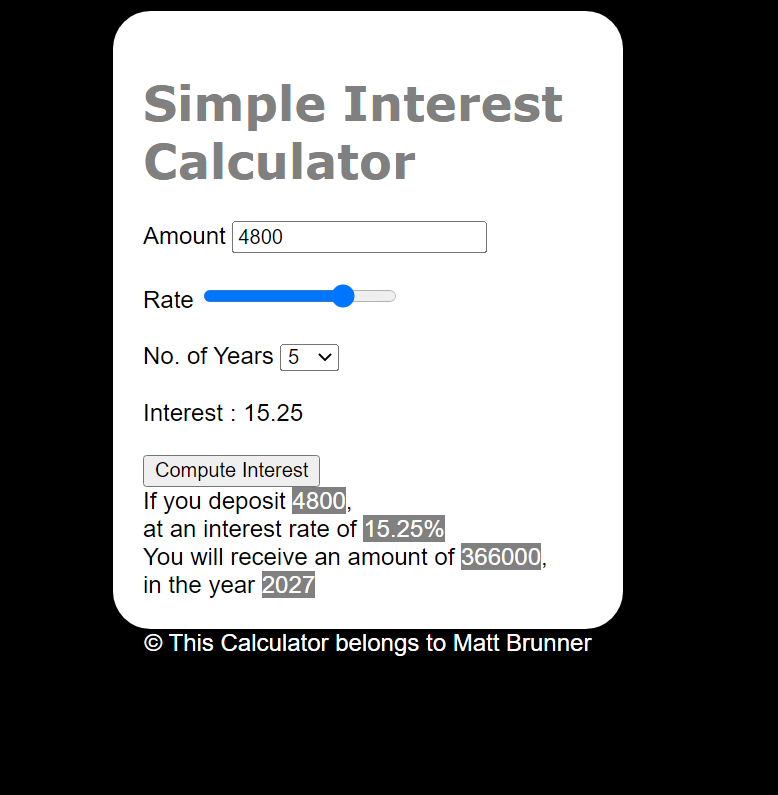 Simple Interest
Calculator
Amount 4800
Rate
No. of Years 5
Interest : 15.25
Compute Interest
If you deposit 4800,
at an interest rate of 15.25%
You will receive an amount of 366000,
in the year 2027
© This Calculator belongs to Matt Brunner